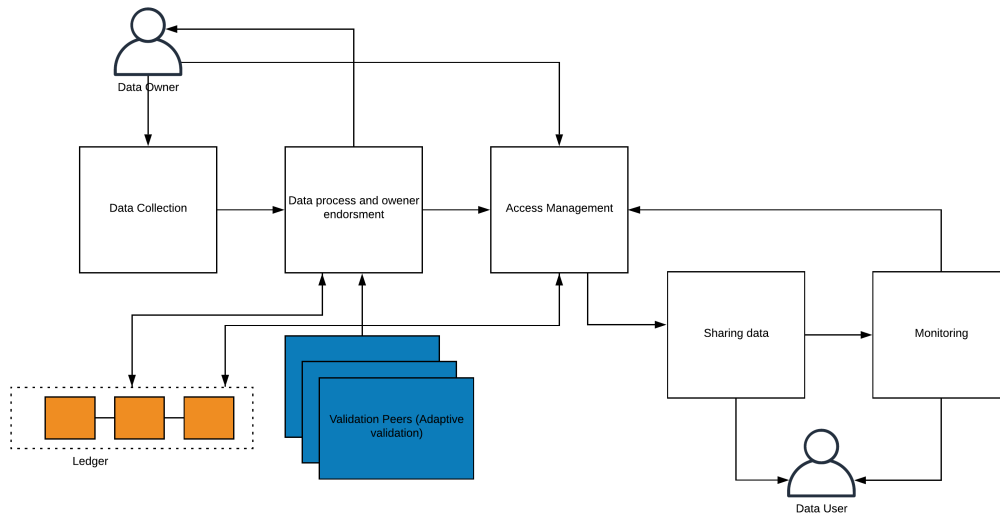 Data Owner
Data Collection
Data process and owener
endorsment
Access Management
Sharing data
Monitoring
Validation Peers (Adaptive
validation)
Ledger
Data User